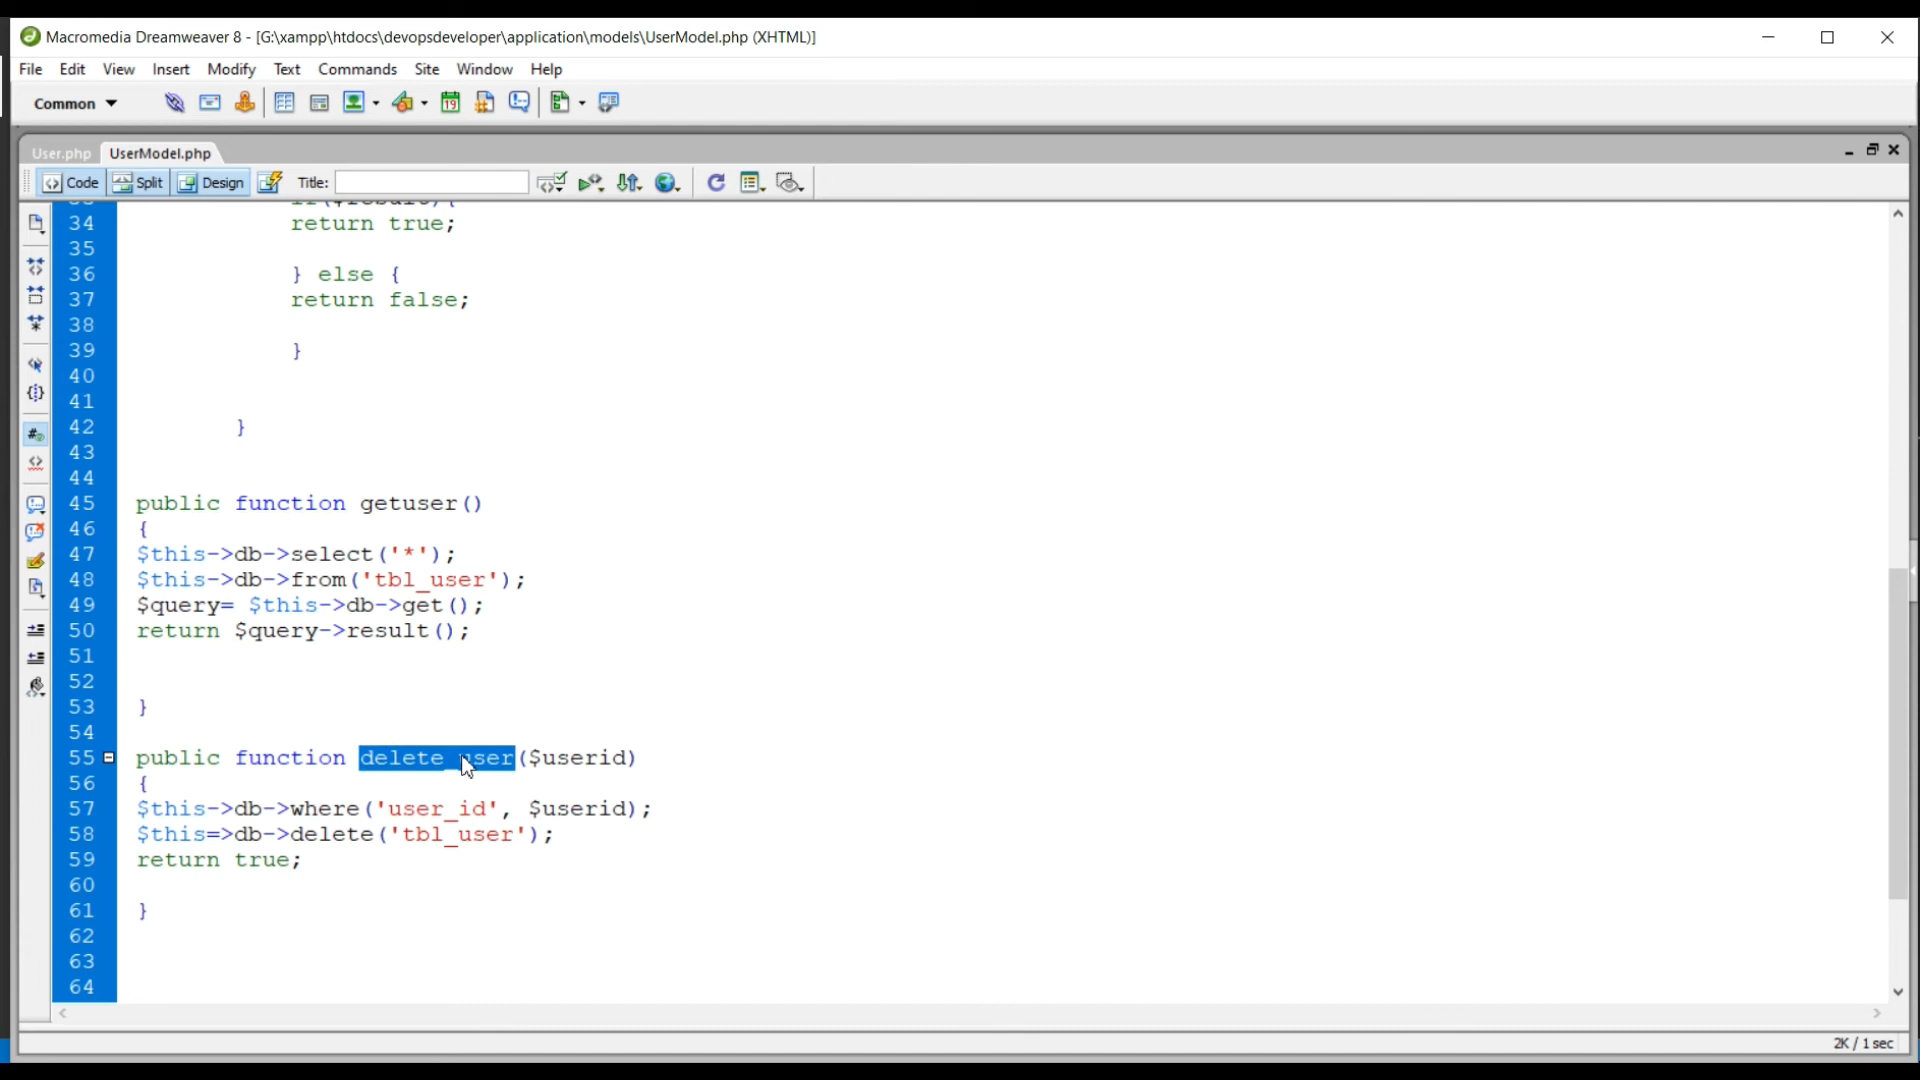 Macromedia Dreamweaver 8 - [G:\xampp\htdocs\devopsdeveloper\application\models\UserModel.php (XHTML)]
File Edit View Insert Modify Text Commands Site Window Help
Common
User.php UserModel.php
Code Split Design Title:
34 return true;
35
36 } else {
37 return false;
38
39 }
40
41
42 }
43
44
45 public function getuser()
46 {
47 $this->db->select('*');
48 $this->db->from('tbl_user');
49 $query= $this->db->get();
50 return $query->result();
51
52
53 }
54
55 public function delete_user($userid)
56 {
57 $this->db->where('user_id', $userid);
58 $this=>db->delete('tbl_user');
59 return true;
60
61 }
62
63
64
2K / 1 sec